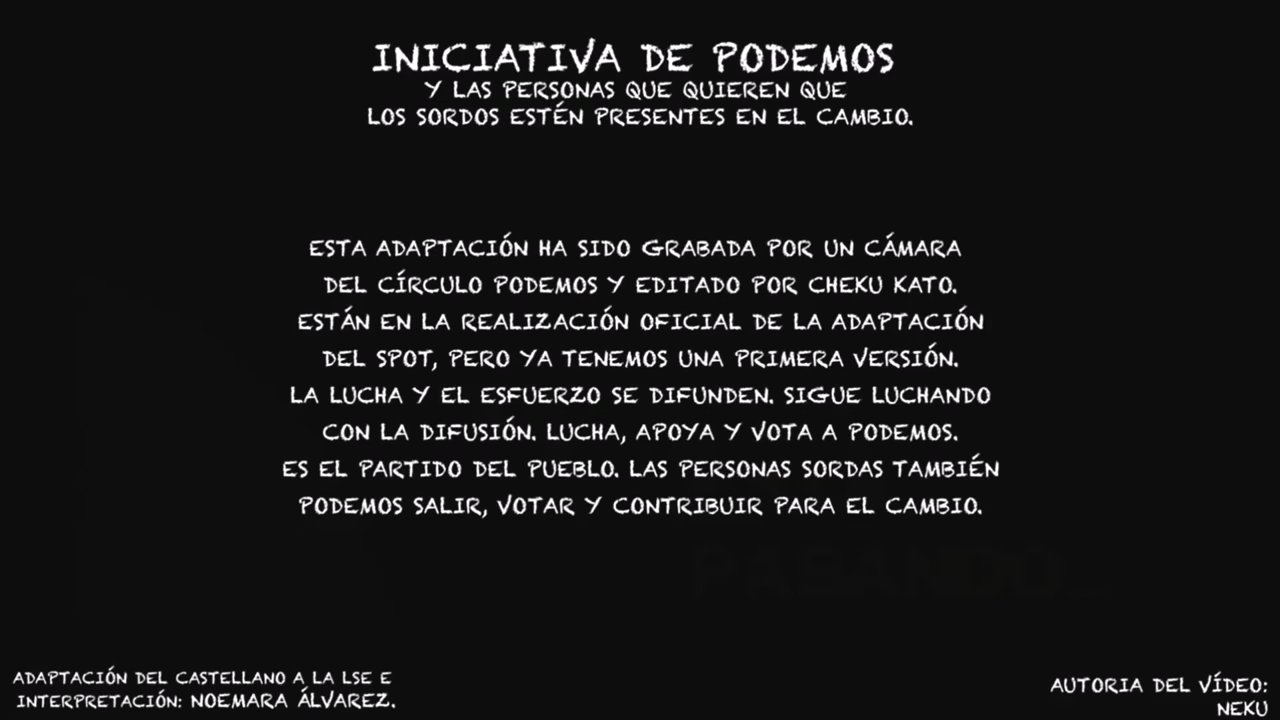 INICIATIVA DE PODEMOS
Y LAS PERSONAS QUE QUIEREN QUE
LOS SORDOS ESTÉN PRESENTES EN EL CAMBIO.
ESTA ADAPTACIÓN HA SIDO GRABADA POR UN CÁMARA
DEL CÍRCULO PODEMOS Y EDITADO POR CHEKU KATO.
ESTÁN EN LA REALIZACIÓN OFICIAL DE LA ADAPTACIÓN
DEL SPOT, PERO YA TENEMOS UNA PRIMERA VERSIÓN.
LA LUCHA Y EL ESFUERZO SE DIFUNDEN. SIGUE LUCHANDO
CON LA DIFUSIÓN. LUCHA, APOYA Y VOTA A PODEMOS.
ES EL PARTIDO DEL PUEBLO. LAS PERSONAS SORDAS TAMBIÉN
PODEMOS SALIR, VOTAR Y CONTRIBUIR PARA EL CAMBIO.
PASANDO...
ADAPTACIÓN DEL CASTELLANO A LA LSE E
INTERPRETACIÓN: NOEMARA ÁLVAREZ.
AUTORIA DEL VÍDEO:
NEKU